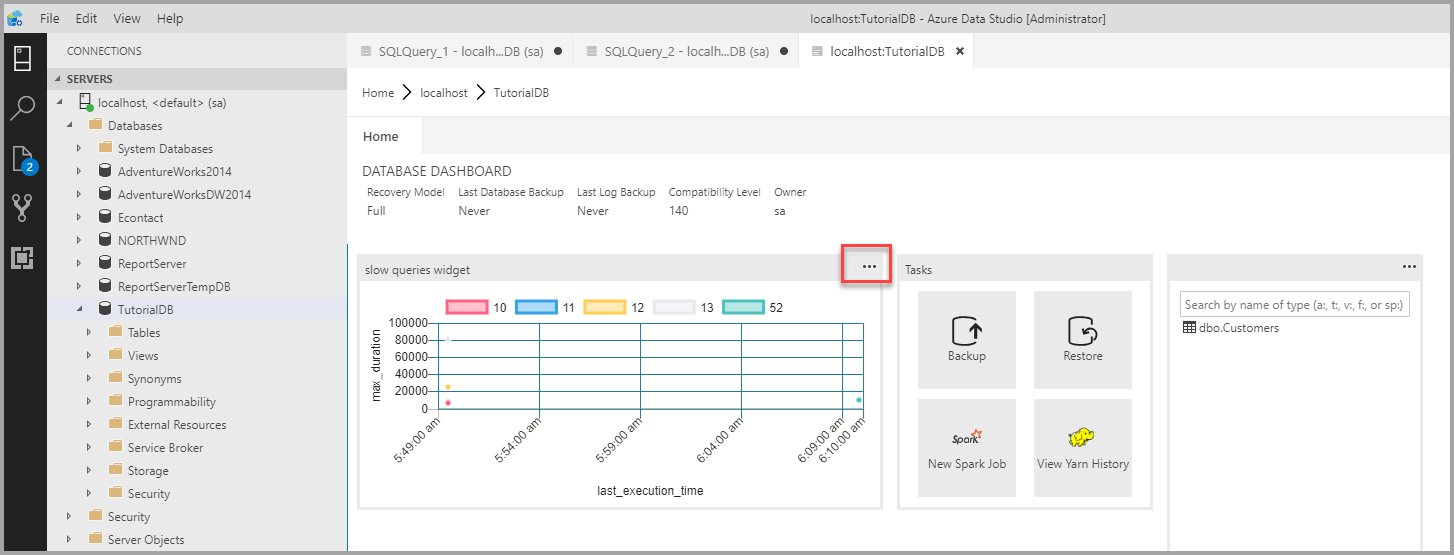 File Edit View Help
localhost:TutorialDB - Azure Data Studio [Administrator]
CONNECTIONS
SERVERS
localhost, <default> (sa)
Databases
System Databases
AdventureWorks2014
AdventureWorksDW2014
Econtact
NORTHWND
ReportServer
ReportServerTempDB
TutorialDB
Tables
Views
Synonyms
Programmability
External Resources
Service Broker
Storage
Security
Security
Server Objects
2
SQLQuery_1 - localh...DB (sa)
SQLQuery_2 - localh...DB (sa)
localhost:TutorialDB
Home localhost TutorialDB
Home
DATABASE DASHBOARD
Recovery Model Last Database Backup Last Log Backup Compatibility Level Owner
Full Never Never 140 sa
slow queries widget
10 11 12 13 52
max_duration
100000
80000
60000
40000
20000
0
5:49:00 am 5:54:00 am 5:59:00 am 6:04:00 am 6:09:00 am 6:10:00 am
last_execution_time
Tasks
Backup
Restore
Spark
New Spark Job
View Yarn History
Search by name of type (a:, t:, v:, f:, or sp:)
dbo.Customers